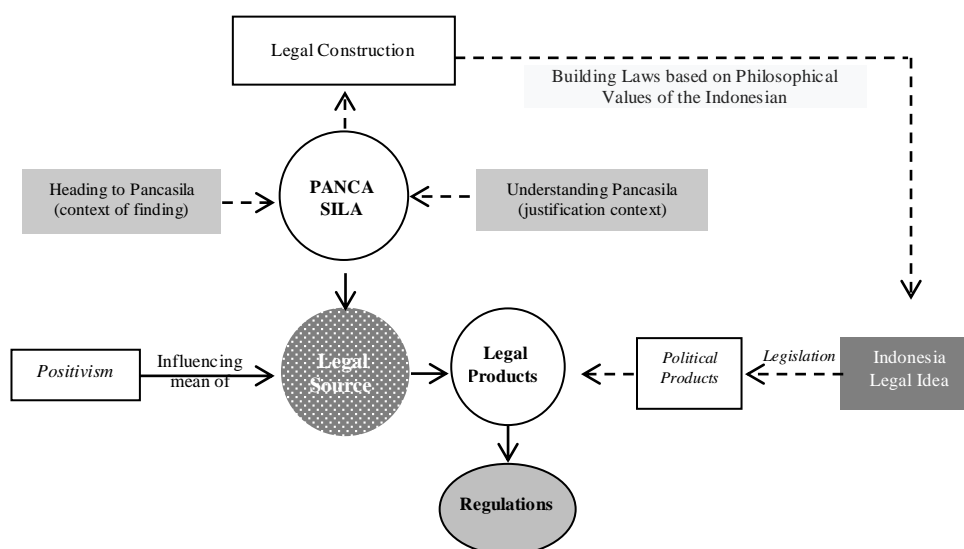 Legal Construction
Building Laws based on Philosophical
Values of the Indonesian
Heading to Pancasila
(context of finding)
PANCA
SILA
Understanding Pancasila
(justification context)
Positivism
Influencing
mean of
Legal
Source
Legal
Products
Political
Products
Legislation
Indonesia
Legal Idea
Regulations